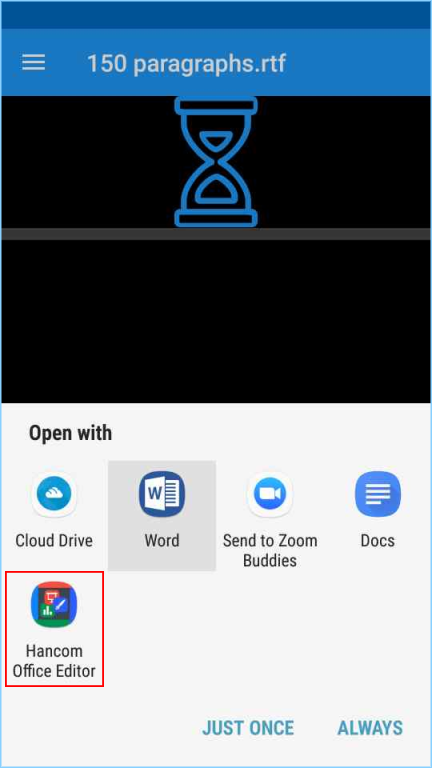 150 paragraphs.rtf
Open with
Cloud Drive
Word
Send to Zoom
Buddies
Docs
Hancom
Office Editor
JUST ONCE
ALWAYS